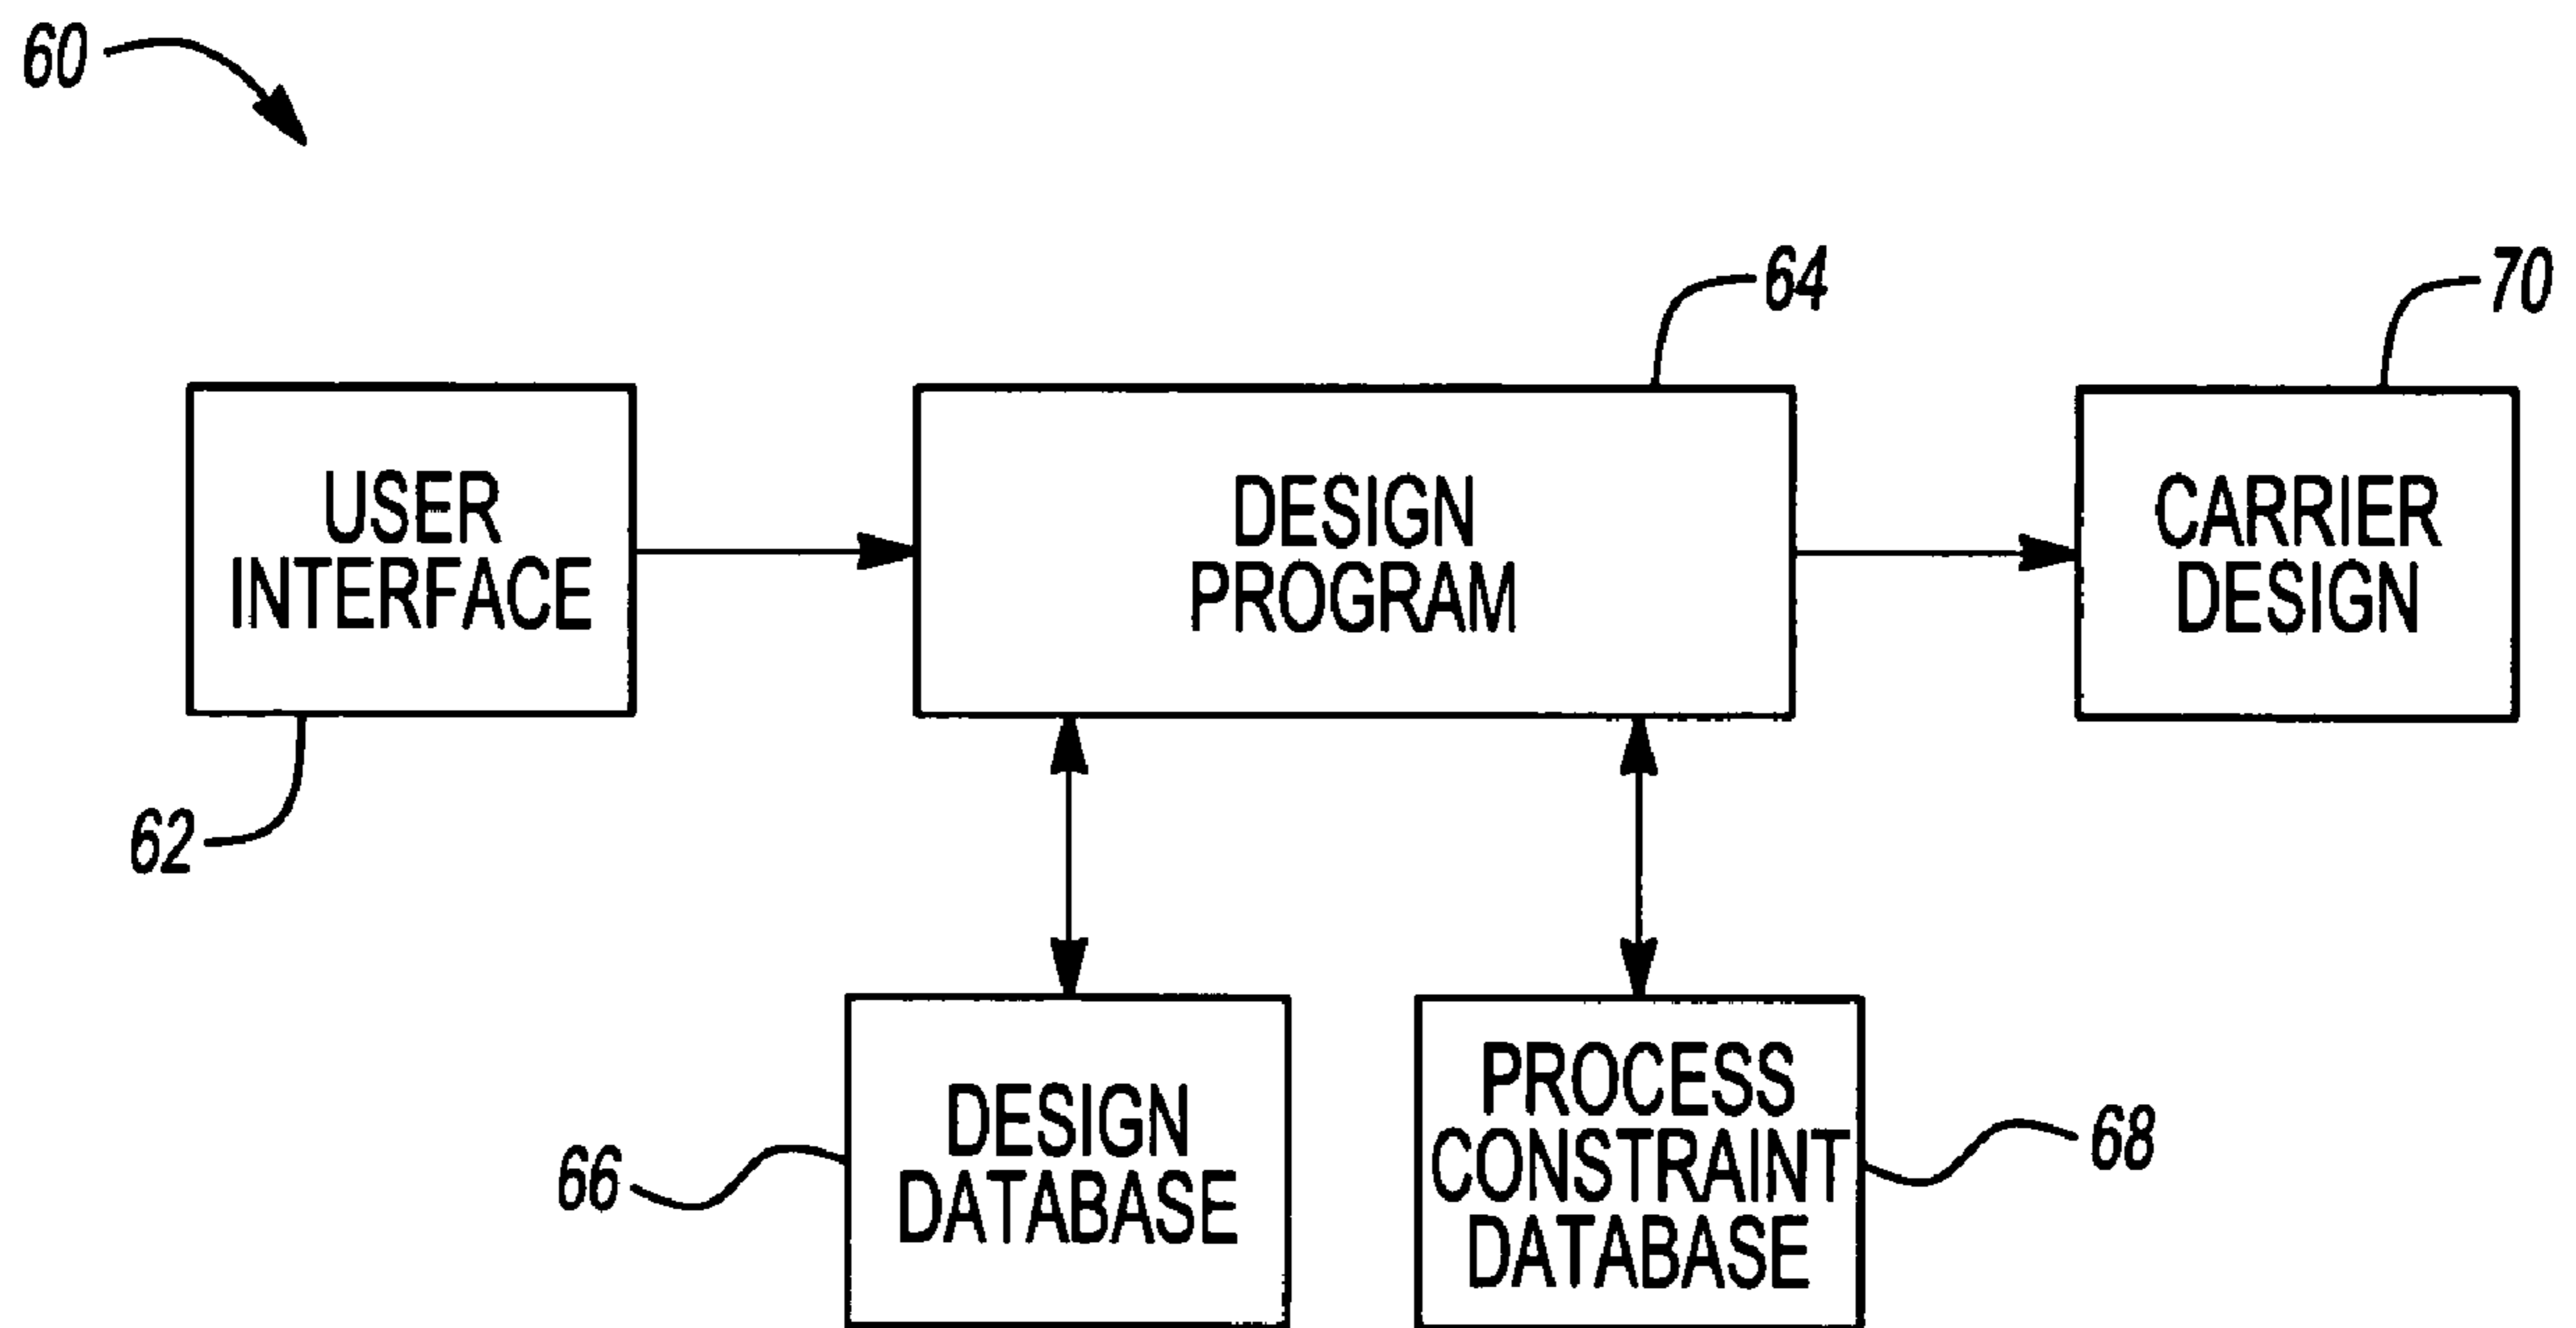 60
64
70
USER
INTERFACE
DESIGN
PROGRAM
CARRIER
DESIGN
62
66
DESIGN
DATABASE
PROCESS
CONSTRAINT
DATABASE
68